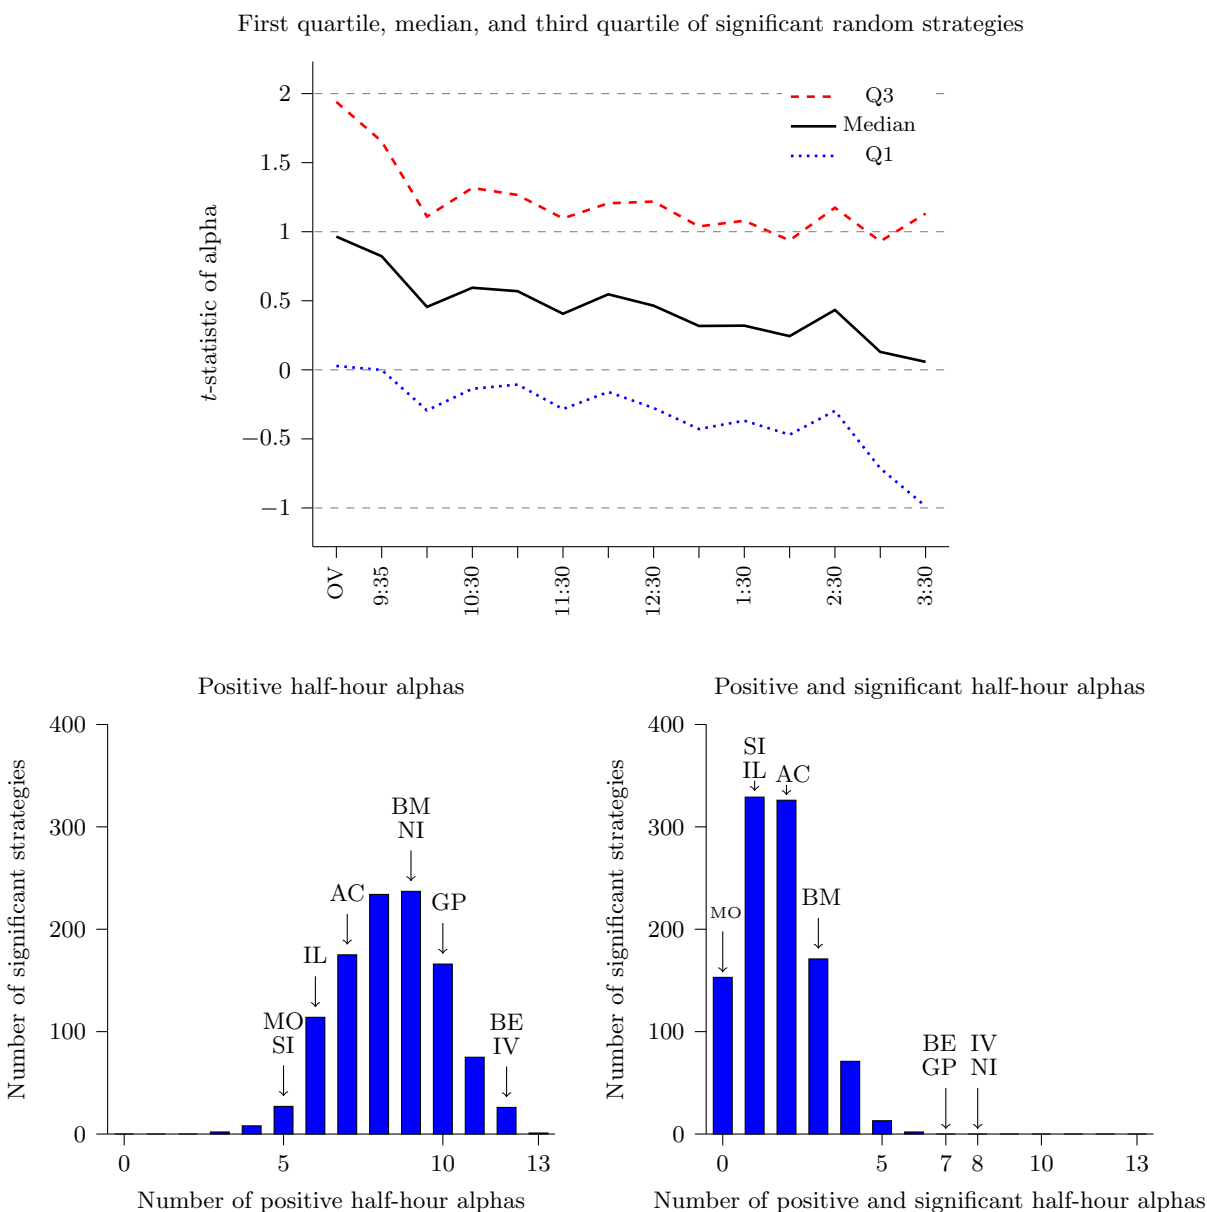 First quartile, median, and third quartile of significant random strategies
t-statistic of alpha
2
1.5
1
0.5
0
−0.5
−1
Q3
Median
Q1
OV
9:35
10:30
11:30
12:30
1:30
2:30
3:30
Positive half-hour alphas
Number of significant strategies
400
300
200
100
0
MO
SI
IL
AC
BM
NI
GP
BE
IV
0
5
10
13
Number of positive half-hour alphas
Positive and significant half-hour alphas
Number of significant strategies
400
300
200
100
0
MO
SI
IL
AC
BM
BE
GP
IV
NI
0
5
7
8
10
13
Number of positive and significant half-hour alphas